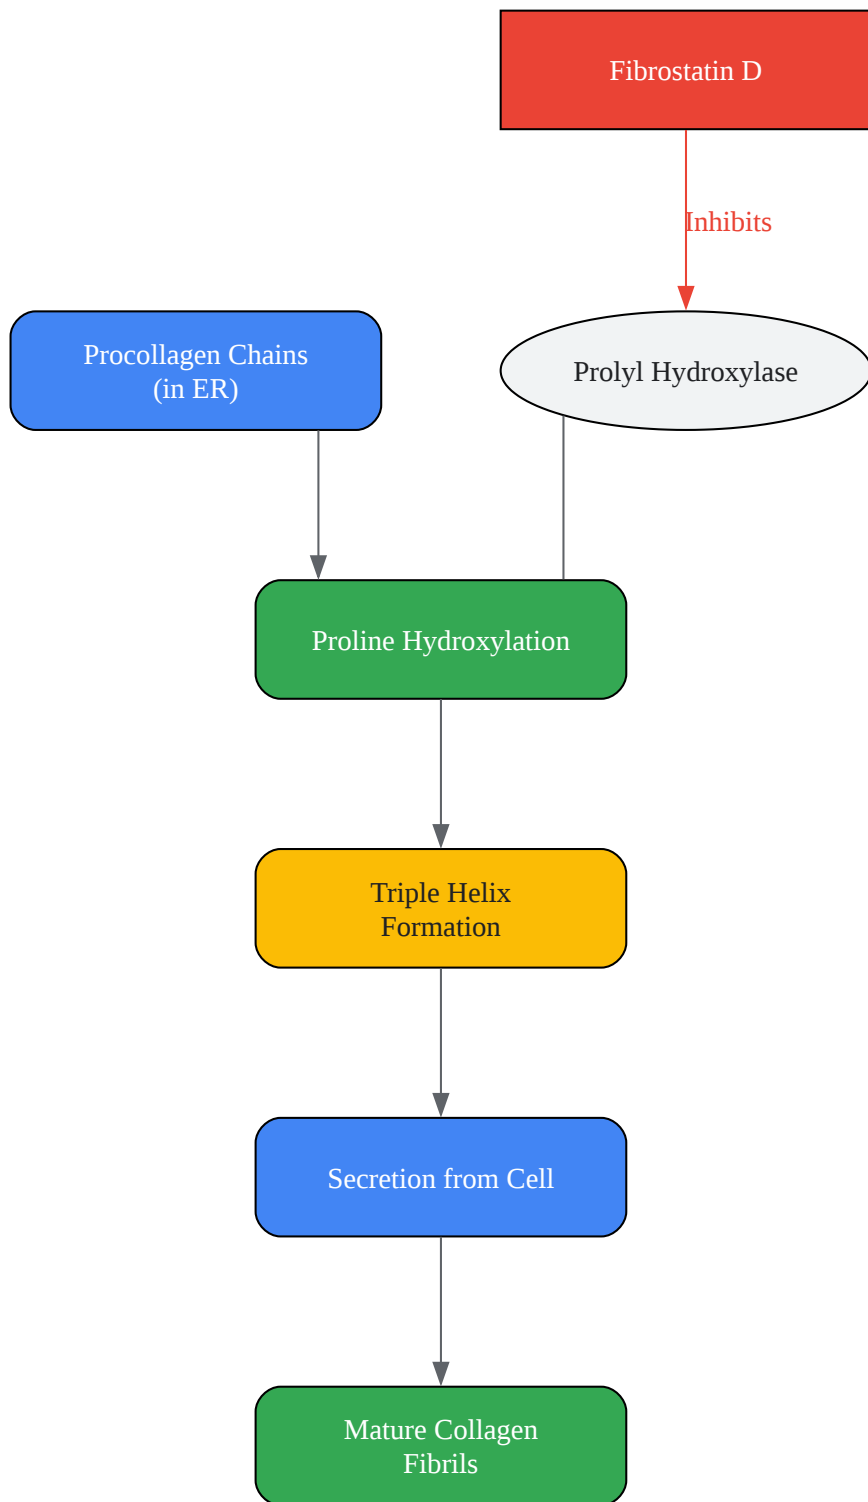 Fibrostatin D
Inhibits
Procollagen Chains
(in ER)
Prolyl Hydroxylase
Proline Hydroxylation
Triple Helix
Formation
Secretion from Cell
Mature Collagen
Fibrils